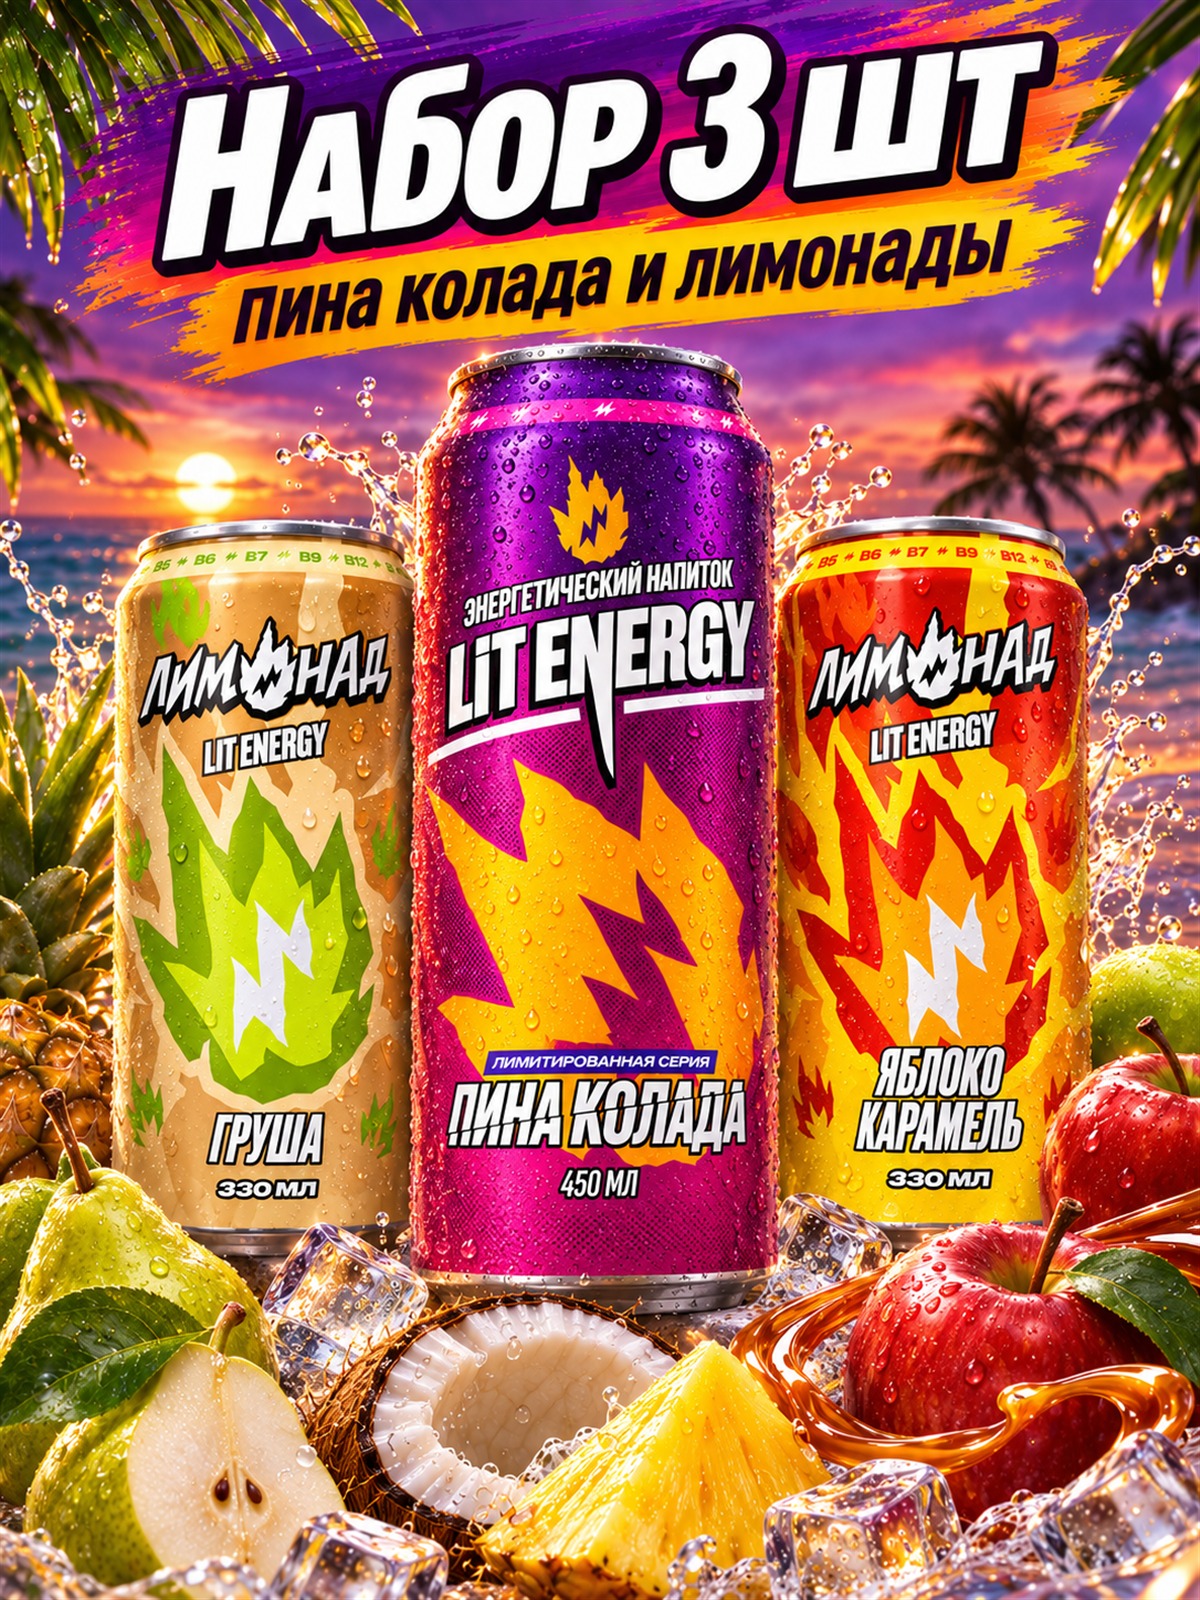 Набор 3 шт
Пина колада и лимонады
B5 B6 B7 B9 B12
ЛИМОНАД
LIT ENERGY
ГРУША
330 МЛ
ЭНЕРГЕТИЧЕСКИЙ НАПИТОК
LIT ENERGY
ЛИМИТИРОВАННАЯ СЕРИЯ
ПИНА КОЛАДА
450 МЛ
B5 B6 B7 B9 B12
ЛИМОНАД
LIT ENERGY
ЯБЛОКО
КАРАМЕЛЬ
330 МЛ